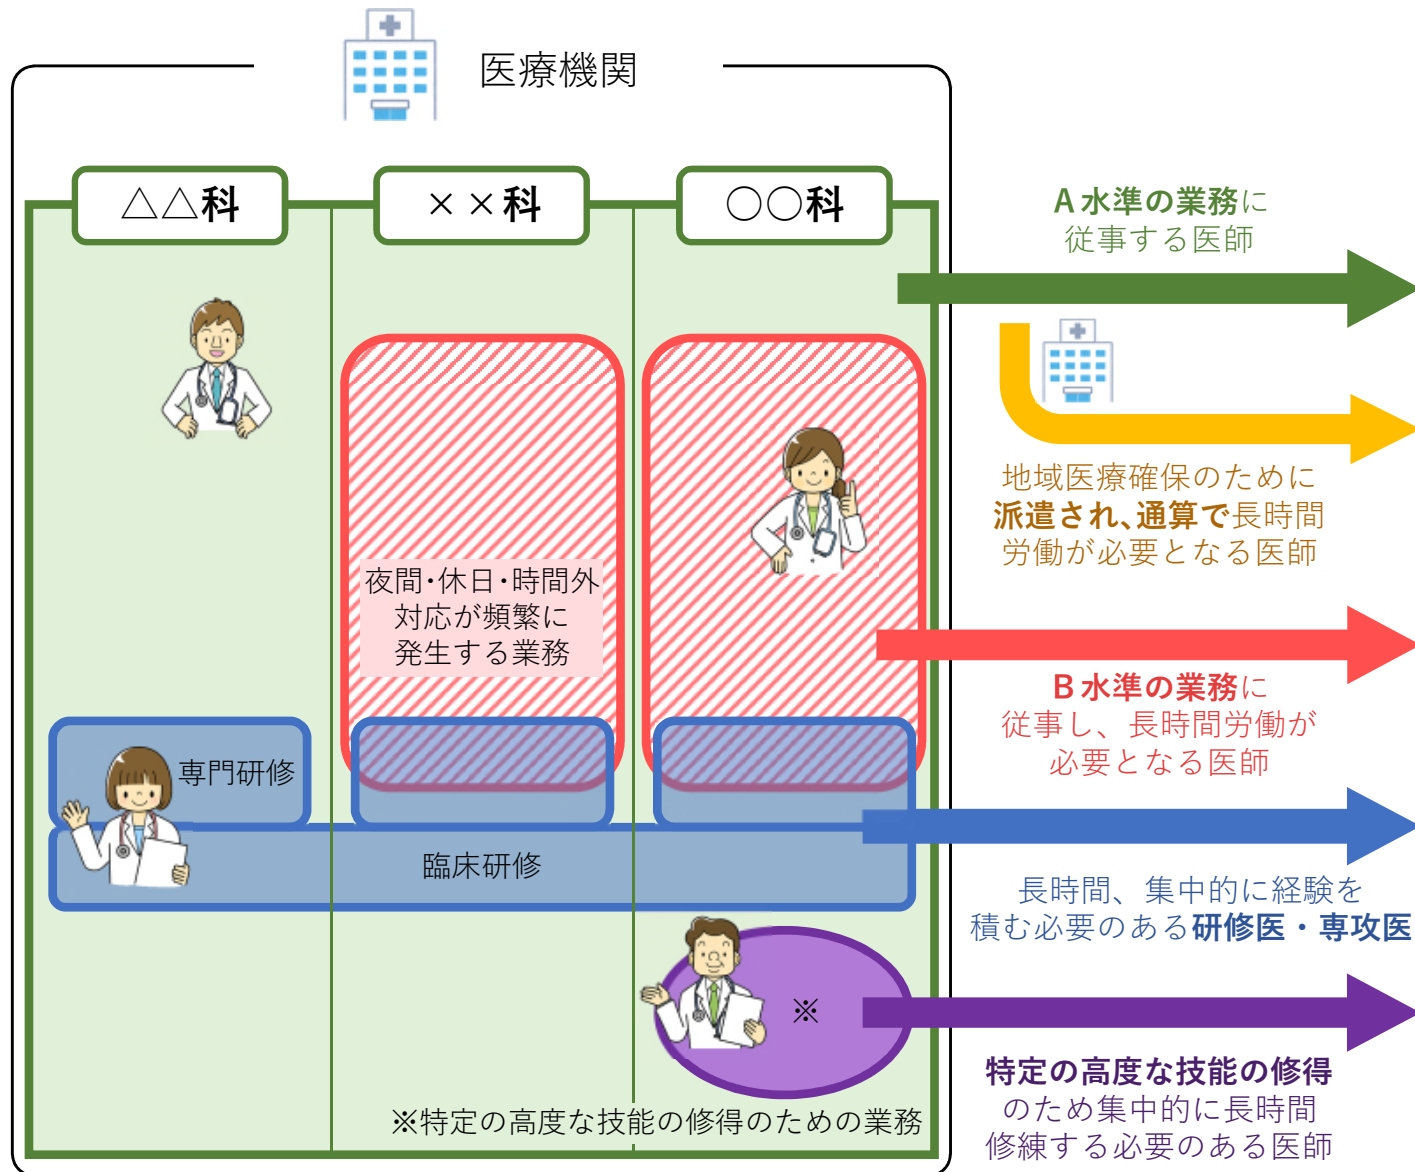 医療機関
△△科
××科
○○科
夜間･休日･時間外
対応が頻繁に
発生する業務
専門研修
臨床研修
※
※特定の高度な技能の修得のための業務
A水準の業務に
従事する医師
地域医療確保のために
派遣され､通算で長時間
労働が必要となる医師
B水準の業務に
従事し、長時間労働が
必要となる医師
長時間、集中的に経験を
積む必要のある研修医・専攻医
特定の高度な技能の修得
のため集中的に長時間
修練する必要のある医師